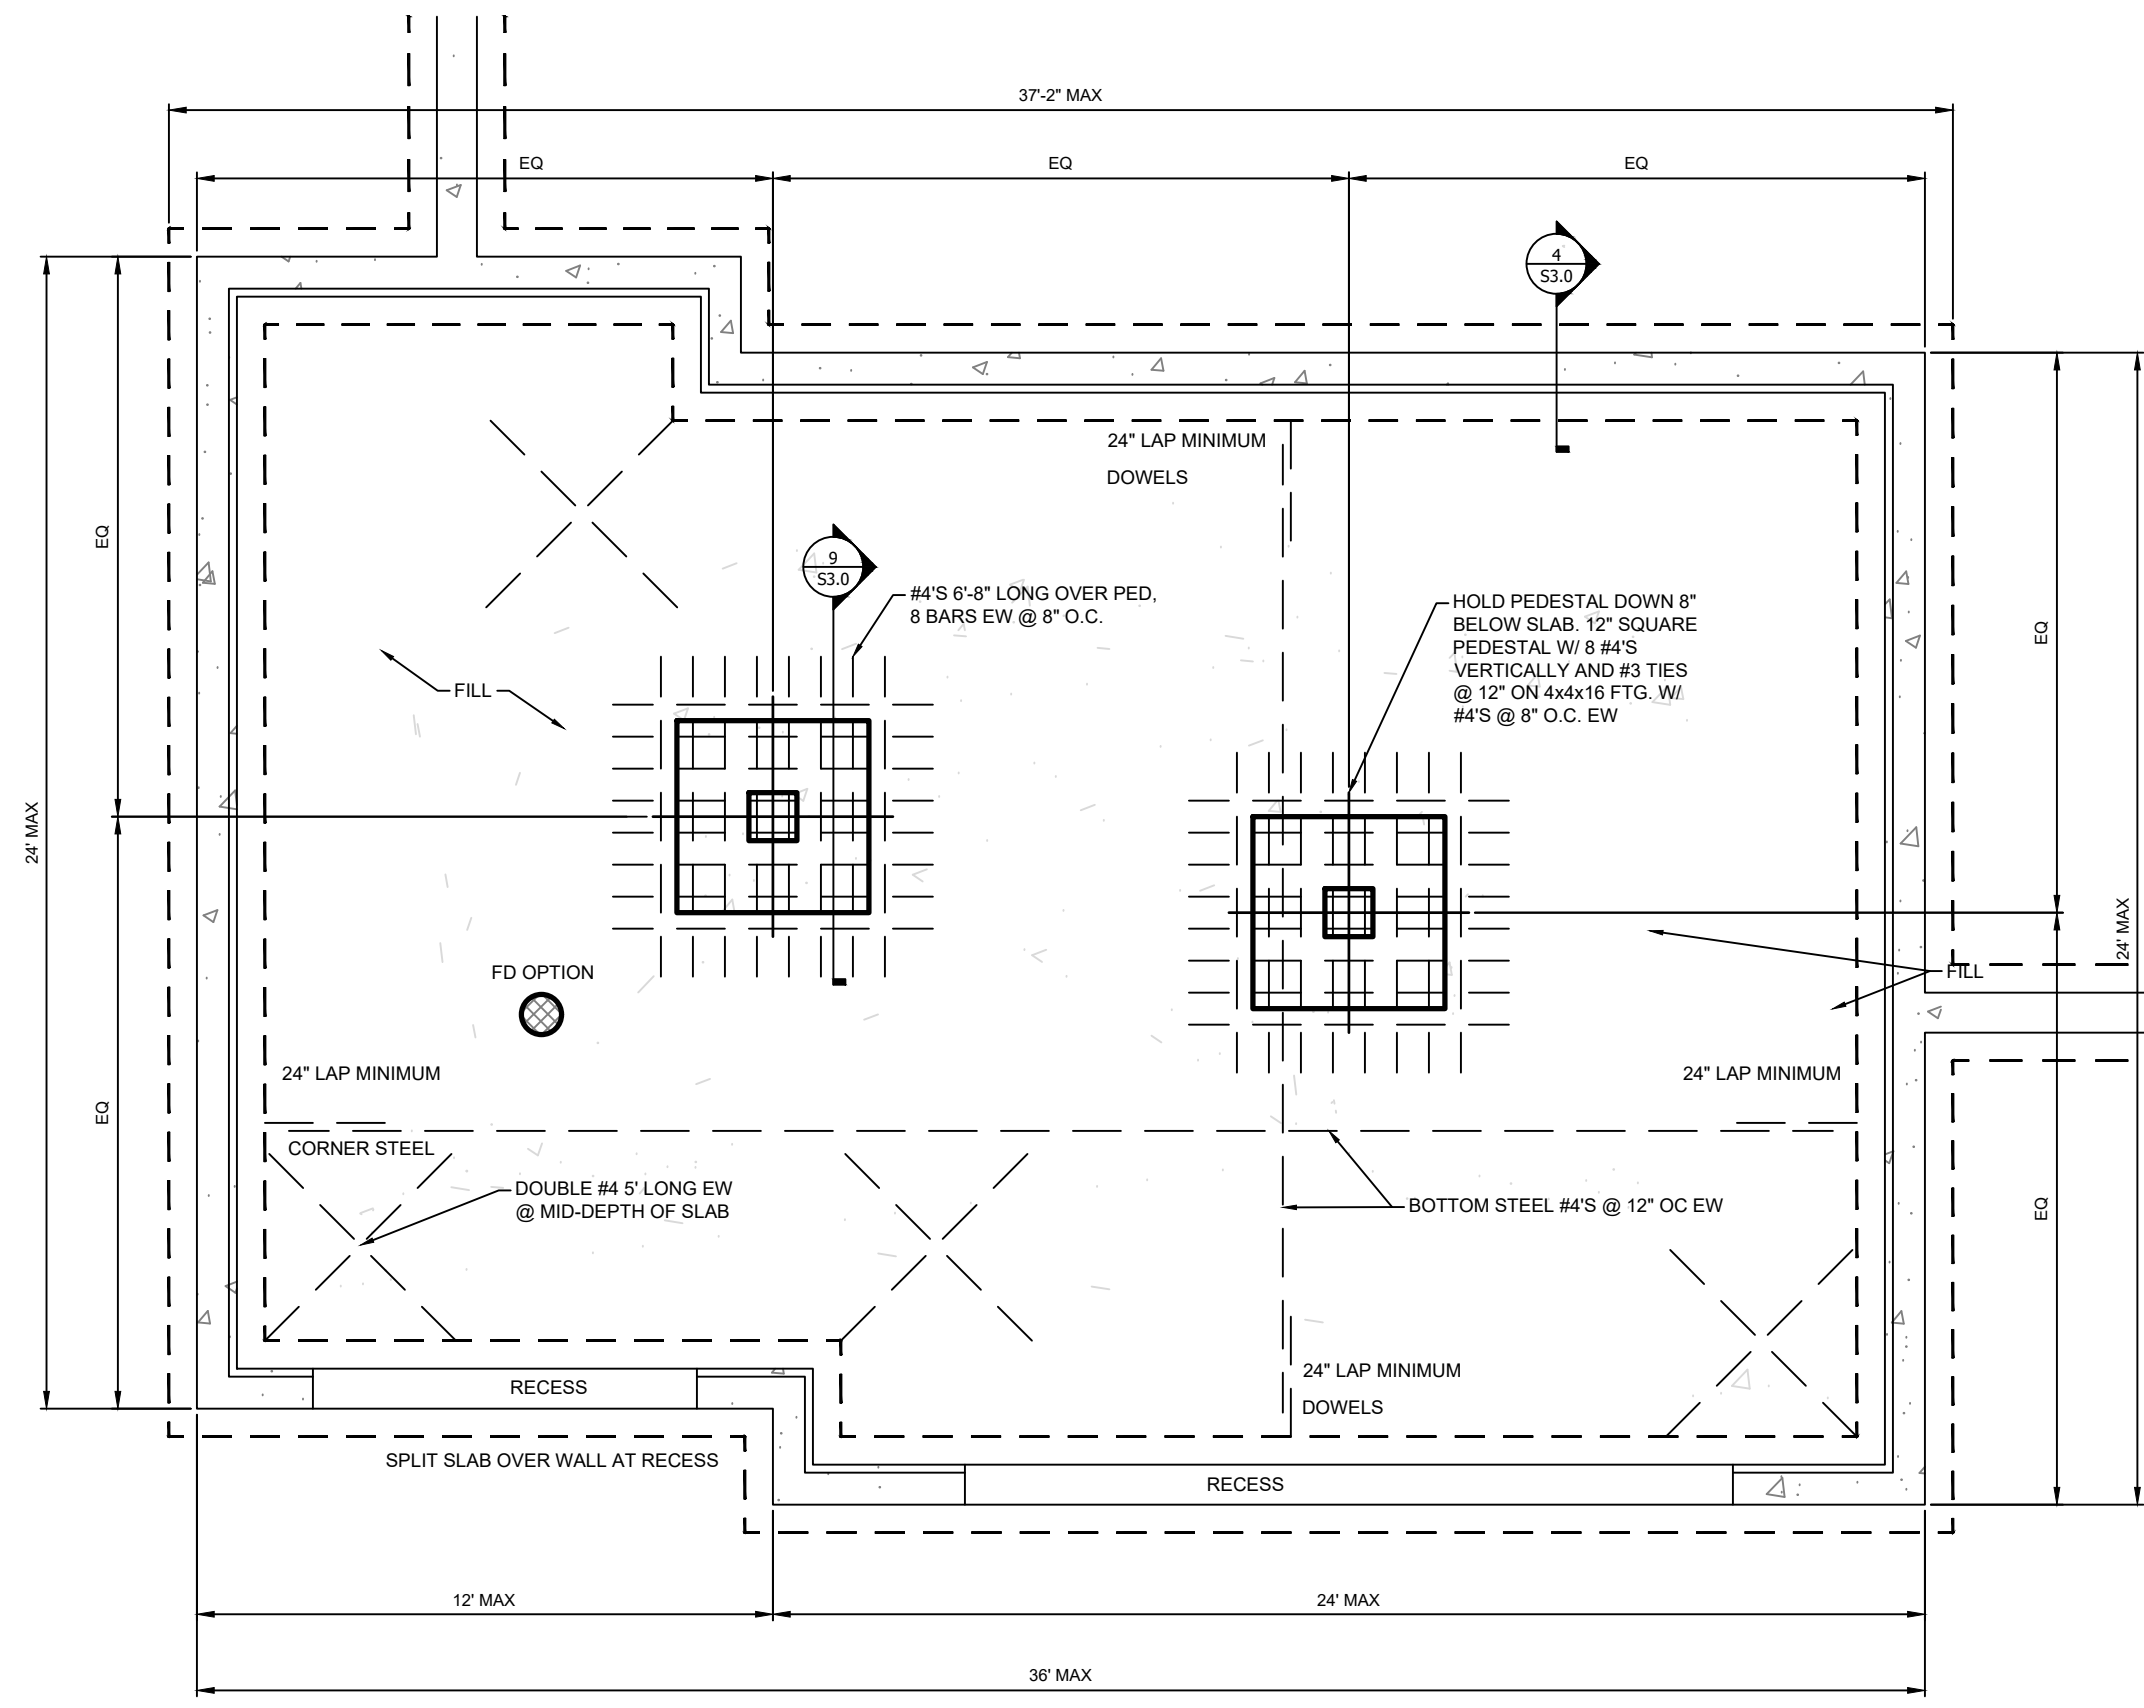 37'-2" MAX
EQ
EQ
EQ
4
S3.0
24" LAP MINIMUM
DOWELS
EQ
9
S3.0
#4'S 6'-8" LONG OVER PED,
8 BARS EW @ 8" O.C.
HOLD PEDESTAL DOWN 8"
BELOW SLAB. 12" SQUARE
PEDESTAL W/ 8 #4'S
VERTICALLY AND #3 TIES
@ 12" ON 4x4x16 FTG. W/
#4'S @ 8" O.C. EW
EQ
FILL
24' MAX
24' MAX
FD OPTION
FILL
24" LAP MINIMUM
24" LAP MINIMUM
EQ
CORNER STEEL
DOUBLE #4 5' LONG EW
@ MID-DEPTH OF SLAB
BOTTOM STEEL #4'S @ 12" OC EW
EQ
24" LAP MINIMUM
DOWELS
RECESS
SPLIT SLAB OVER WALL AT RECESS
RECESS
12' MAX
24' MAX
36' MAX